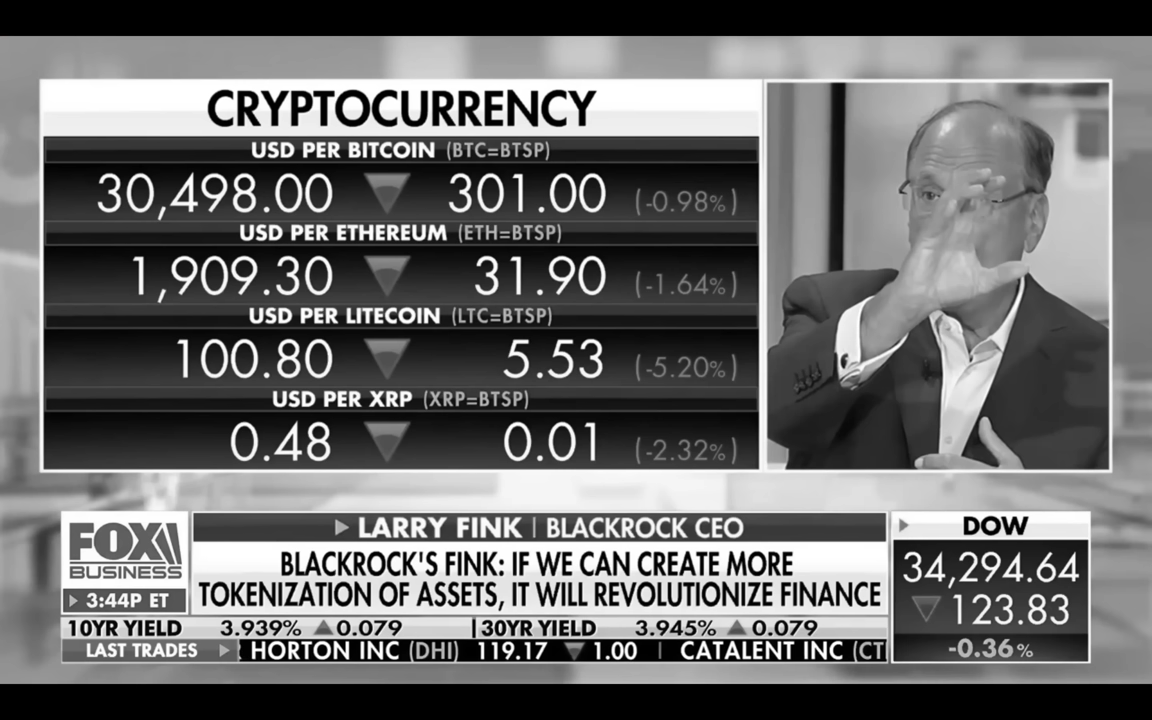 CRYPTOCURRENCY
USD PER BITCOIN (BTC=BTSP)
30,498.00 301.00 (-0.98%)
USD PER ETHEREUM (ETH=BTSP)
1,909.30 31.90 (-1.64%)
USD PER LITECOIN (LTC=BTSP)
100.80 5.53 (-5.20%)
USD PER XRP (XRP=BTSP)
0.48 0.01 (-2.32%)
FOX
BUSINESS
3:44P ET
LARRY FINK | BLACKROCK CEO
BLACKROCK'S FINK: IF WE CAN CREATE MORE
TOKENIZATION OF ASSETS, IT WILL REVOLUTIONIZE FINANCE
10YR YIELD 3.939% 0.079 | 30YR YIELD 3.945% 0.079
LAST TRADES HORTON INC (DHI) 119.17 1.00 | CATALENT INC (CT
DOW
34,294.64
123.83
-0.36%